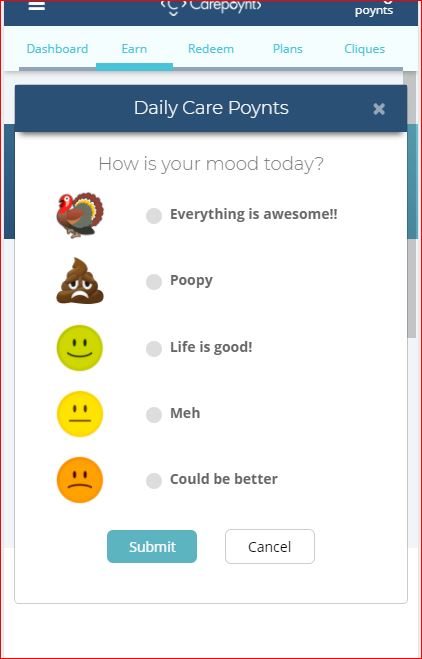 Carepoynt
poynts
Dashboard Earn Redeem Plans Cliques
Daily Care Poynts ×
How is your mood today?
Everything is awesome!!
Poopy
Life is good!
Meh
Could be better
Submit Cancel